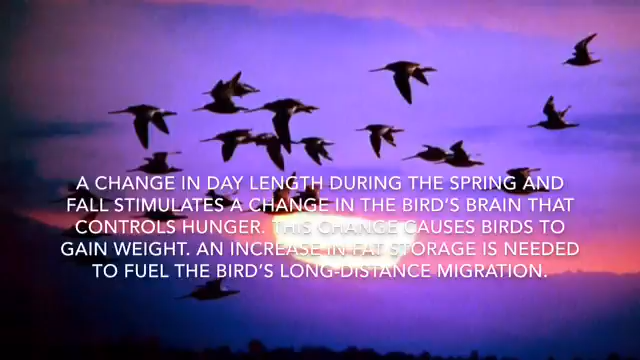 A CHANGE IN DAY LENGTH DURING THE SPRING AND
FALL STIMULATES A CHANGE IN THE BIRD'S BRAIN THAT
CONTROLS HUNGER. THIS CHANGE CAUSES BIRDS TO
GAIN WEIGHT. AN INCREASE IN FAT STORAGE IS NEEDED
TO FUEL THE BIRD'S LONG-DISTANCE MIGRATION.